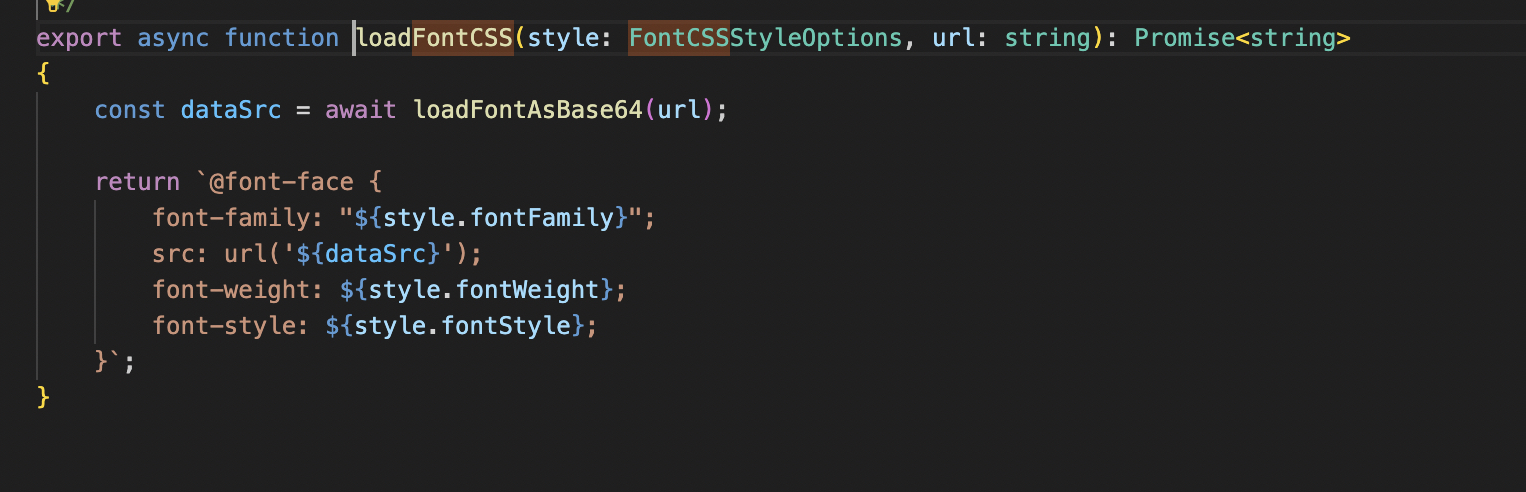 */
export async function loadFontCSS(style: FontCSSStyleOptions, url: string): Promise<string>
{
    const dataSrc = await loadFontAsBase64(url);

    return `@font-face {
        font-family: "${style.fontFamily}";
        src: url('${dataSrc}');
        font-weight: ${style.fontWeight};
        font-style: ${style.fontStyle};
    }`;
}